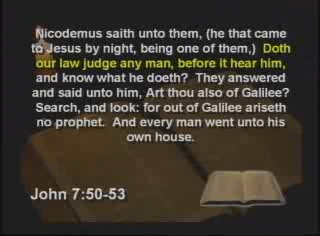 Nicodemus saith unto them, (he that came
to Jesus by night, being one of them,)  Doth
our law judge any man, before it hear him,
and know what he doeth?  They answered
and said unto him, Art thou also of Galilee?
Search, and look: for out of Galilee ariseth
no prophet.  And every man went unto his
own house.
John 7:50-53